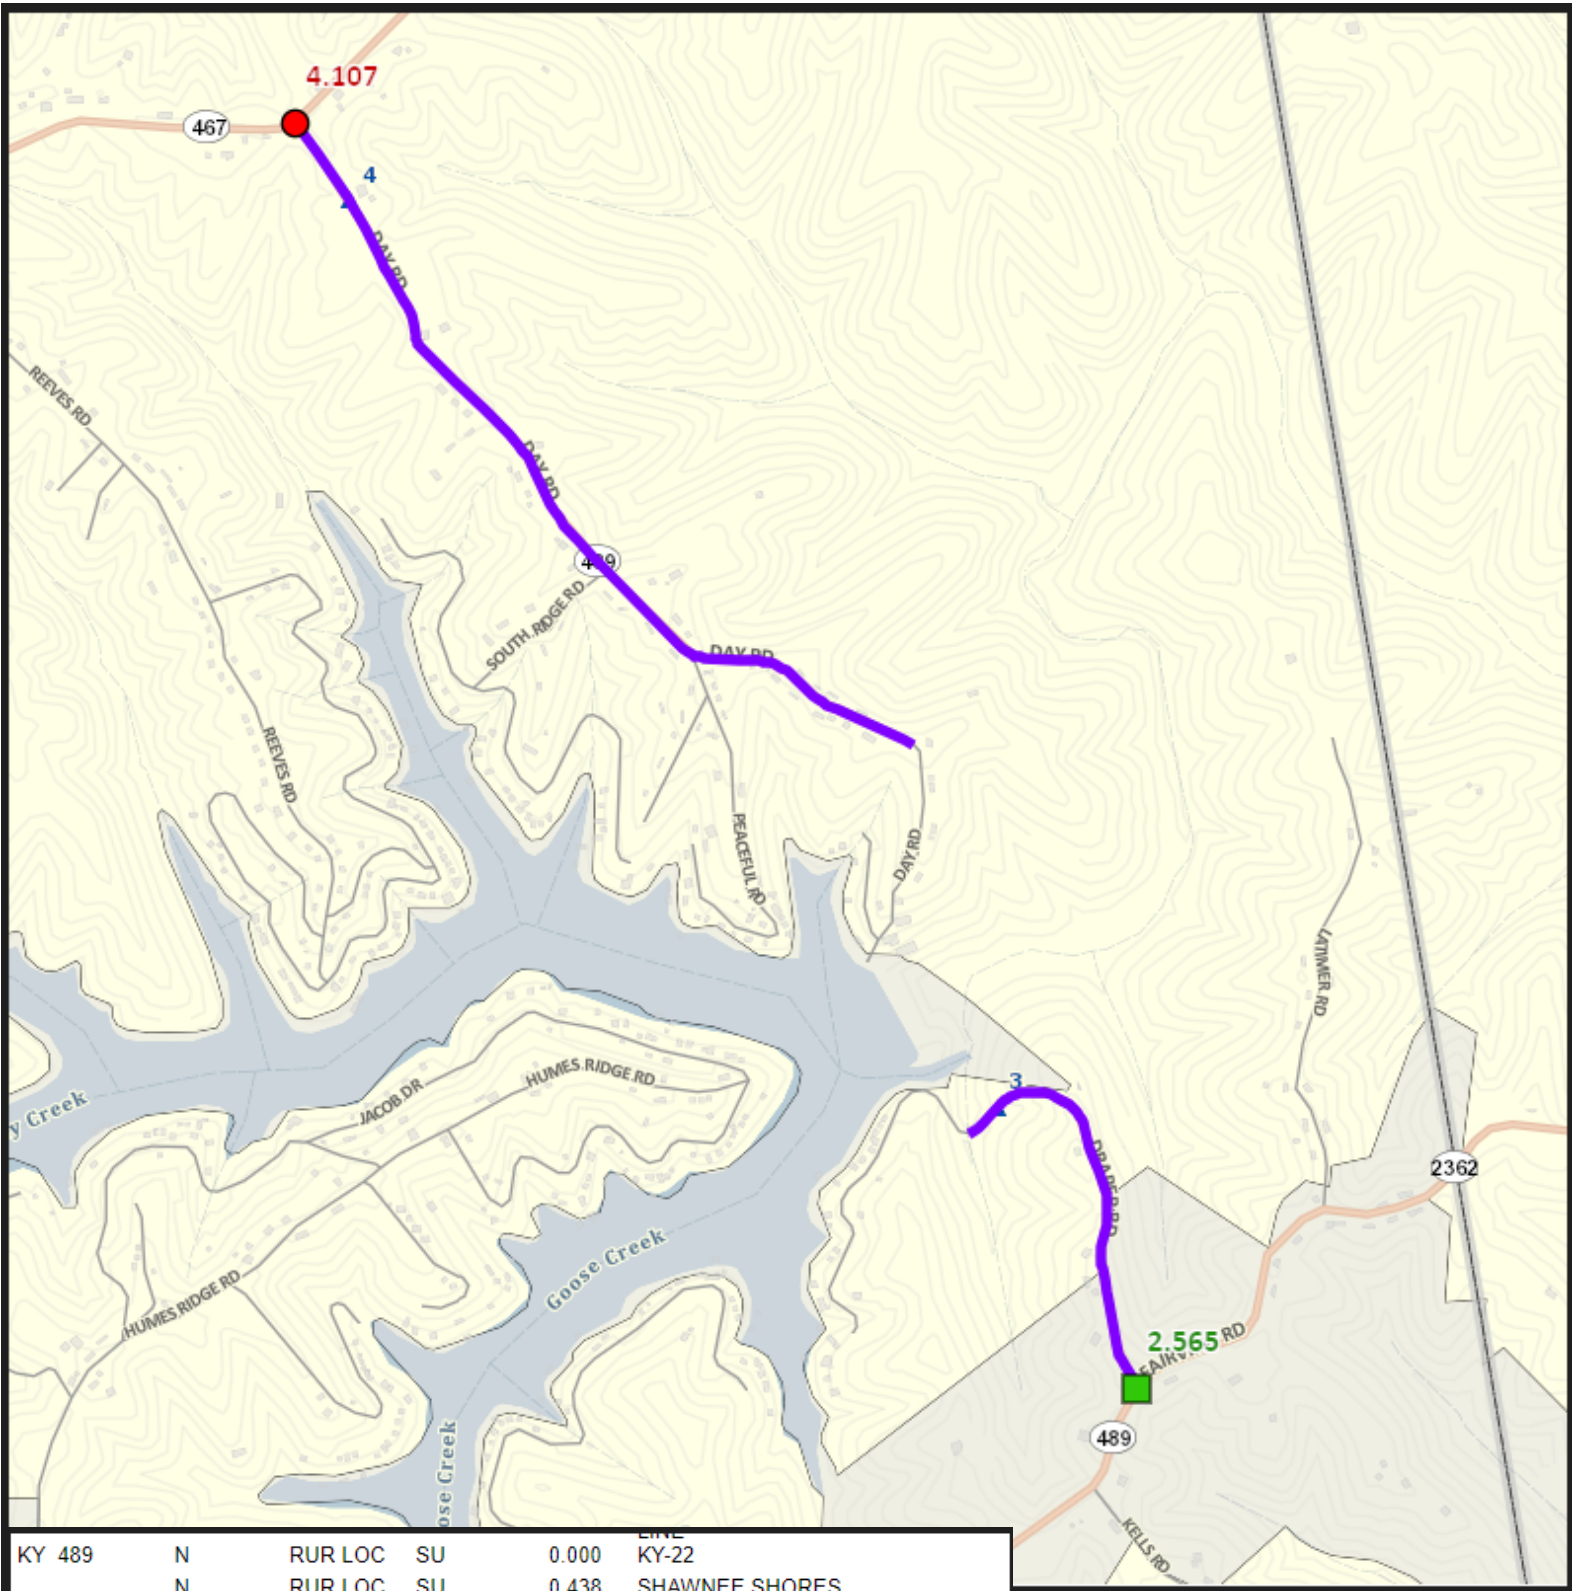 4.107
467
4
DAY RD
REEVES RD
DAY RD
489
SOUTH RIDGE RD
DAY RD
REEVES RD
PEACEFUL RD
DAY RD
LATIMER RD
HUMES RIDGE RD
JACOB DR
3
y Creek
DRAPER RD
2362
Goose Creek
HUMES RIDGE RD
2.565
RD
489
ose Creek
KELLS RD
LINE
KY 489 N RUR LOC SU 0.000 KY-22
N RUR LOC SU 0.438 SHAWNEE SHORES